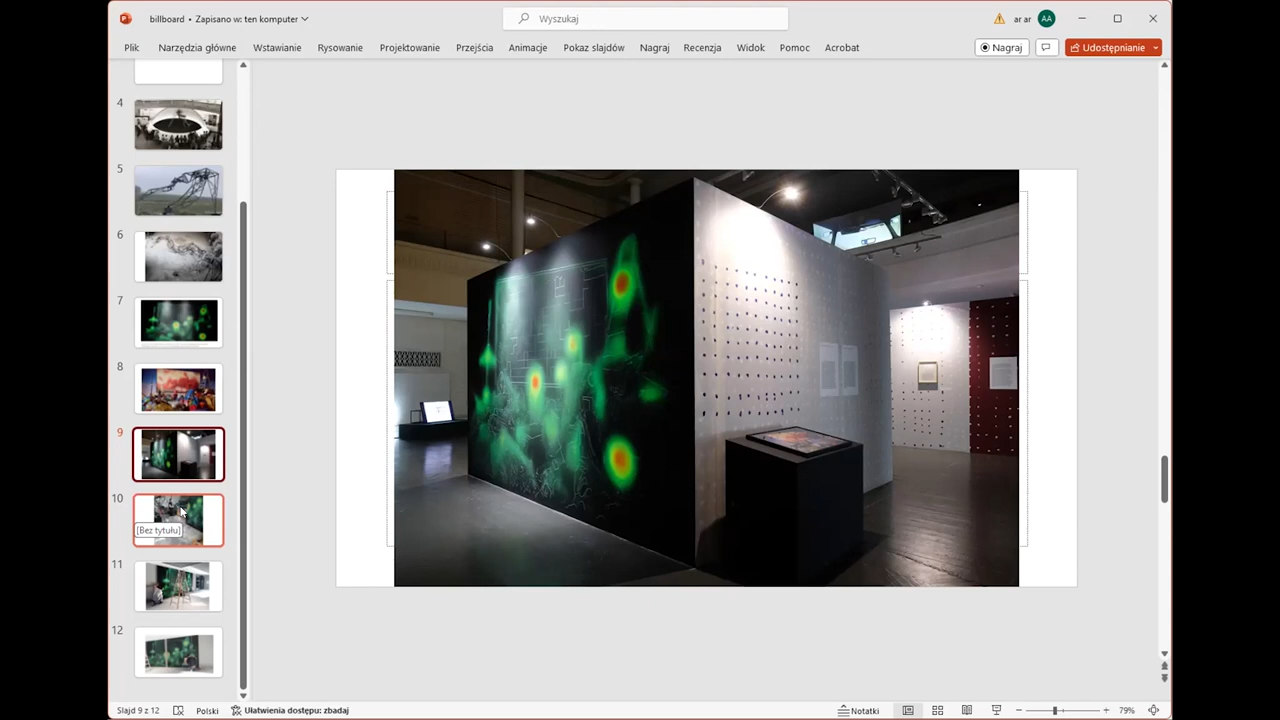 billboard • Zapisano w: ten komputer
Wyszukaj
ar ar
AA
Plik
Narzędzia główne
Wstawianie
Rysowanie
Projektowanie
Przejścia
Animacje
Pokaz slajdów
Nagraj
Recenzja
Widok
Pomoc
Acrobat
Nagraj
Udostępnianie
4
5
6
7
8
9
10
[Bez tytułu]
11
12
Slajd 9 z 12
Polski
Ułatwienia dostępu: zbadaj
Notatki
79%